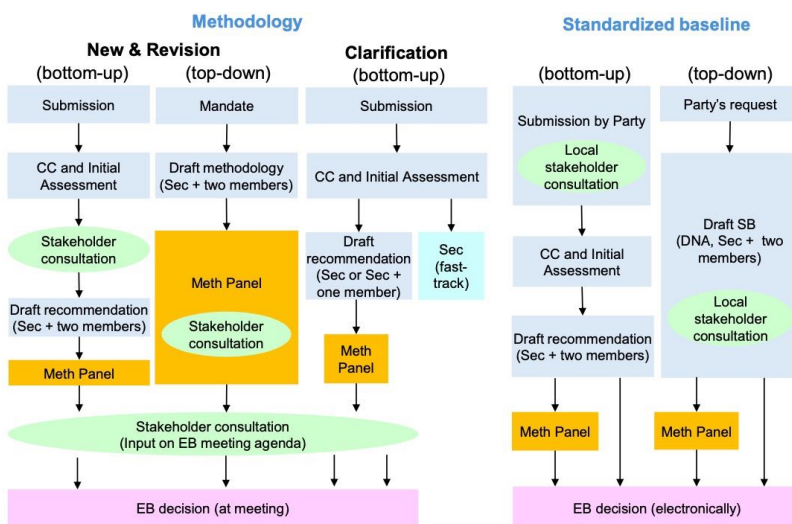 Methodology
New & Revision
(bottom-up)
(top-down)
Submission
Mandate
CC and Initial
Assessment
Draft methodology
(Sec + two members)
Stakeholder
consultation
Draft recommendation
(Sec + two members)
Meth Panel
Meth Panel
Stakeholder
consultation
Clarification
(bottom-up)
Submission
CC and Initial Assessment
Draft
recommendation
(Sec or Sec +
one member)
Sec
(fast-
track)
Meth
Panel
Stakeholder consultation
(Input on EB meeting agenda)
EB decision (at meeting)
Standardized baseline
(bottom-up)
(top-down)
Submission by Party
Local
stakeholder
consultation
CC and Initial
Assessment
Draft recommendation
(Sec + two members)
Meth Panel
Party's request
Draft SB
(DNA, Sec + two
members)
Local
stakeholder
consultation
Meth Panel
EB decision (electronically)